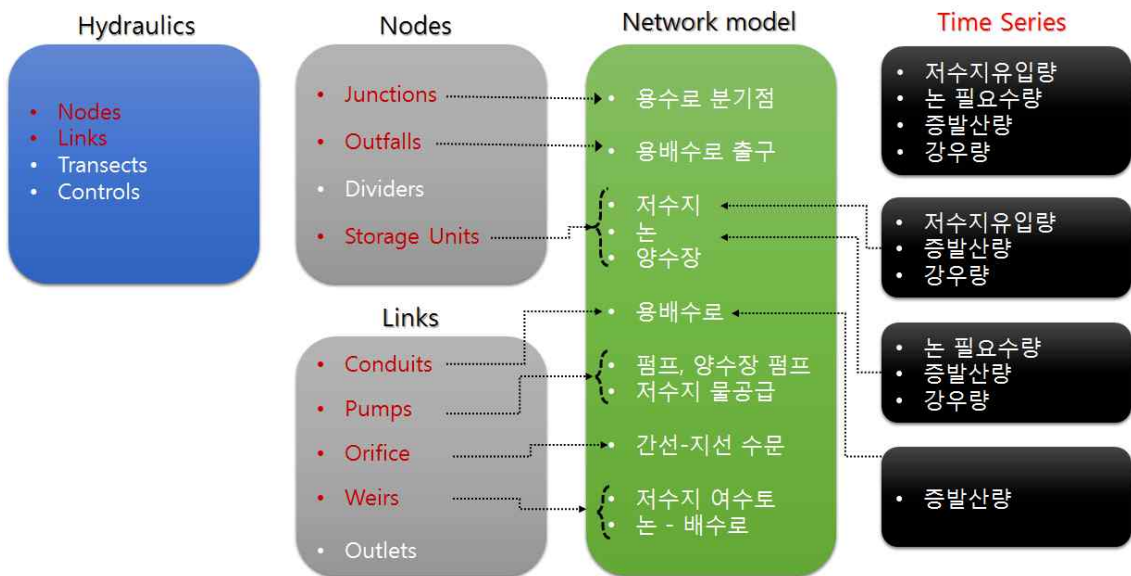 Hydraulics
Nodes
Links
Transects
Controls
Nodes
Junctions
Outfalls
Dividers
Storage Units
Links
Conduits
Pumps
Orifice
Weirs
Outlets
Network model
용수로 분기점
용배수로 출구
저수지
논
양수장
용배수로
펌프, 양수장 펌프
저수지 물공급
간선-지선 수문
저수지 여수토
논 - 배수로
Time Series
저수지유입량
논 필요수량
증발산량
강우량
저수지유입량
증발산량
강우량
논 필요수량
증발산량
강우량
증발산량